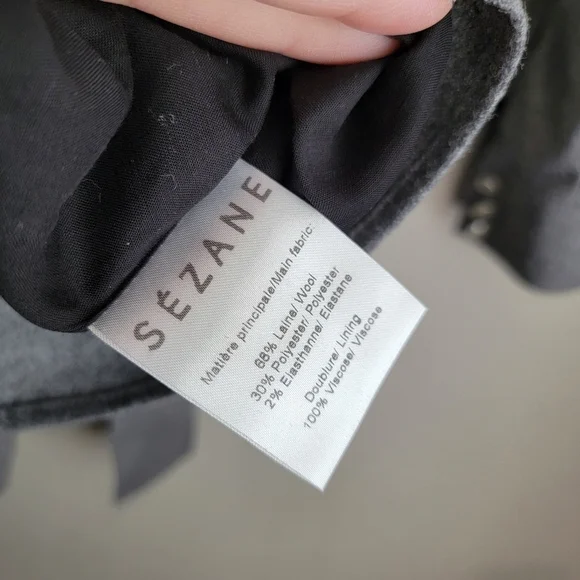 SÉZANE
Matière principale/Main fabric:
68% Laine/ Wool
30% Polyester/ Polyester
2% Elasthanne/ Elastane
Doublure/ Lining
100% Viscose/ Viscose